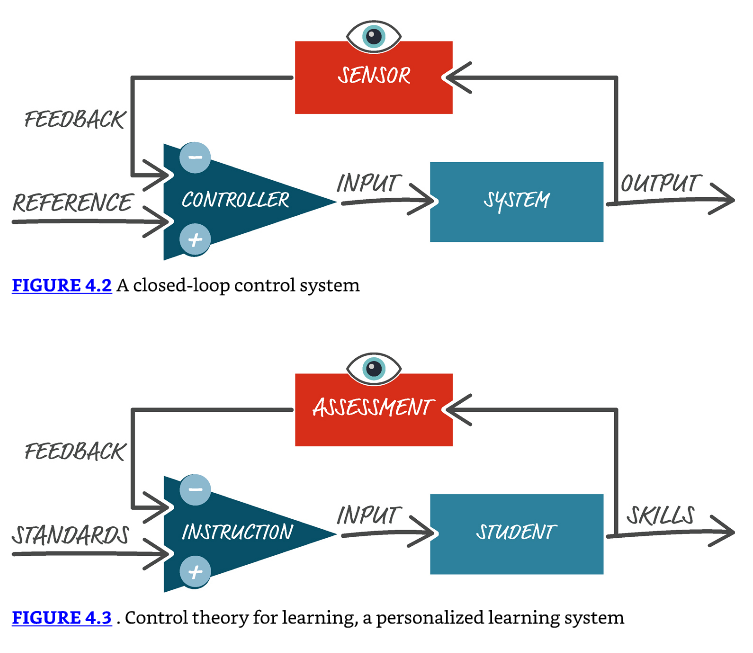 SENSOR
FEEDBACK
−
REFERENCE
CONTROLLER
INPUT
SYSTEM
OUTPUT
+
FIGURE 4.2 A closed-loop control system
ASSESSMENT
FEEDBACK
−
STANDARDS
INSTRUCTION
INPUT
STUDENT
SKILLS
+
FIGURE 4.3 . Control theory for learning, a personalized learning system